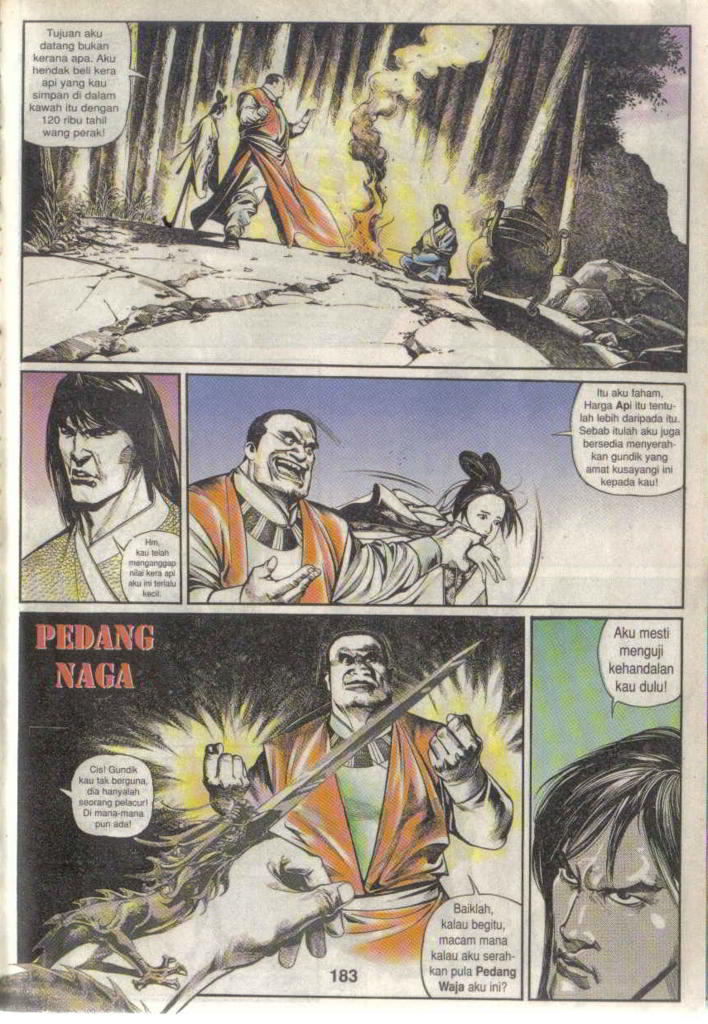 Tujuan aku
datang bukan
kerana apa. Aku
hendak beli kera
api yang kau
simpan di dalam
kawah itu dengan
120 ribu tahil
wang perak!
Hm,
kau telah
menganggap
nilai kera api
aku ini terlalu
kecil.
Itu aku faham,
Harga Api itu tentu-
lah lebih daripada itu.
Sebab itulah aku juga
bersedia menyerah-
kan gundik yang
amat kusayangi ini
kepada kau!
PEDANG
NAGA
Cis! Gundik
kau tak berguna,
dia hanyalah
seorang pelacur!
Di mana-mana
pun ada!
Baiklah,
kalau begitu,
macam mana
kalau aku serah-
kan pula Pedang
Waja aku ini?
Aku mesti
menguji
kehandalan
kau dulu!
183